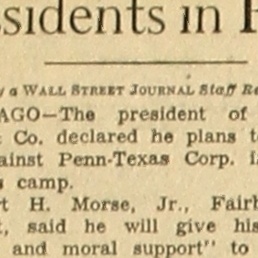 sidents in
a WALL STREET JOURNAL Staff Re
AGO—The president of
Co. declared he plans t
ainst Penn-Texas Corp. i
camp.
t H. Morse, Jr., Fairb
, said he will give his
and moral support" to